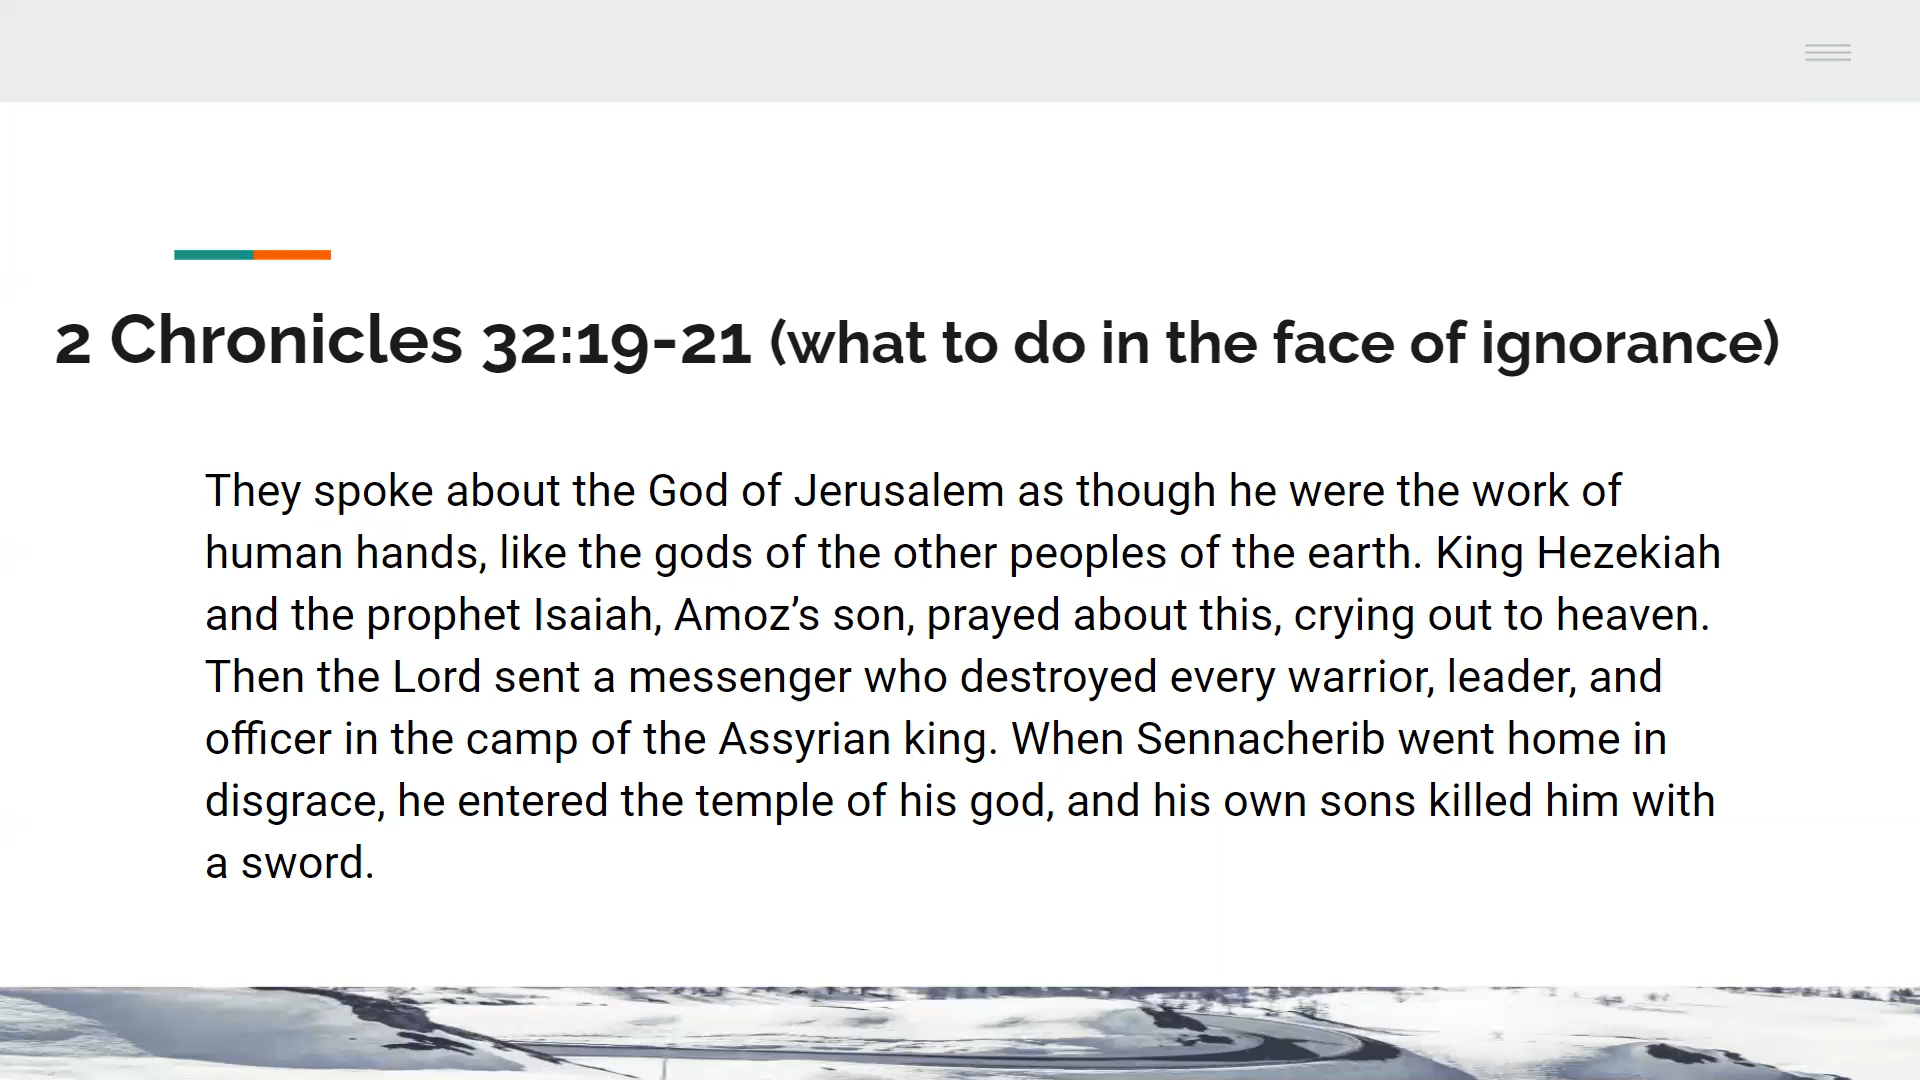 2 Chronicles 32:19-21 (what to do in the face of ignorance)
They spoke about the God of Jerusalem as though he were the work of
human hands, like the gods of the other peoples of the earth. King Hezekiah
and the prophet Isaiah, Amoz’s son, prayed about this, crying out to heaven.
Then the Lord sent a messenger who destroyed every warrior, leader, and
officer in the camp of the Assyrian king. When Sennacherib went home in
disgrace, he entered the temple of his god, and his own sons killed him with
a sword.